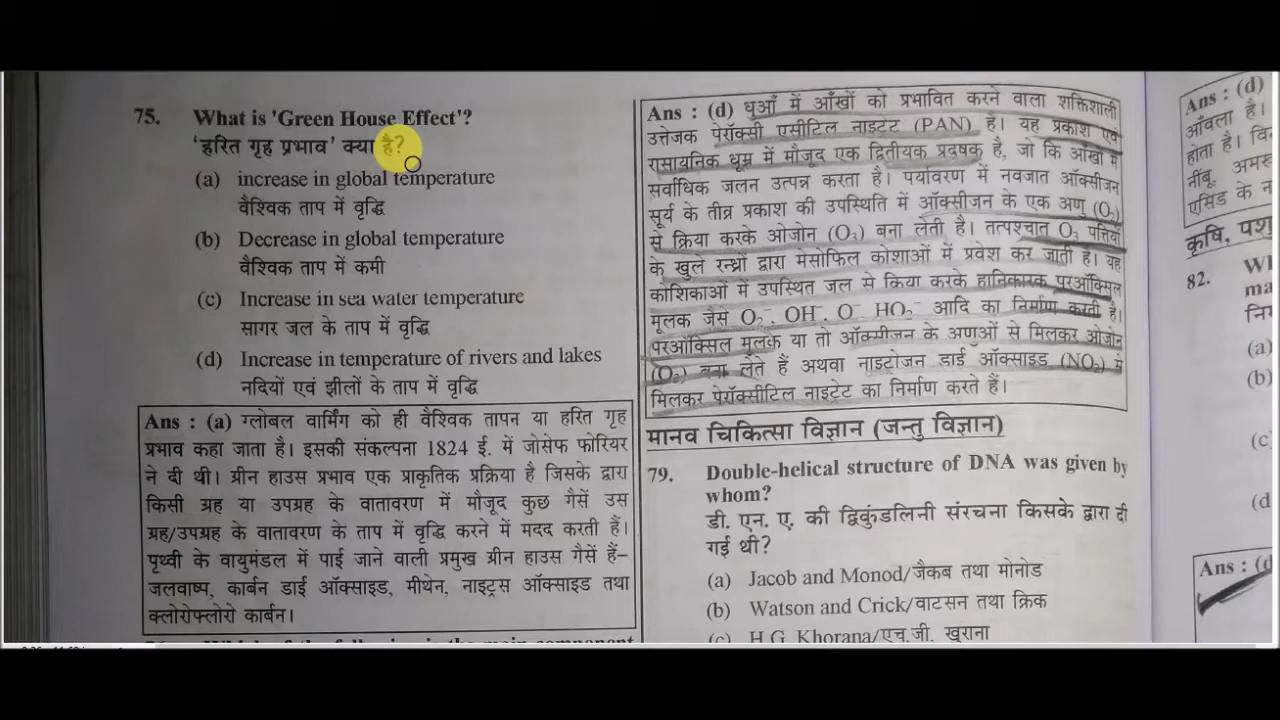 75. What is 'Green House Effect'?
'हरित गृह प्रभाव' क्या है?
(a) increase in global temperature
वैश्विक ताप में वृद्धि
(b) Decrease in global temperature
वैश्विक ताप में कमी
(c) Increase in sea water temperature
सागर जल के ताप में वृद्धि
(d) Increase in temperature of rivers and lakes
नदियों एवं झीलों के ताप में वृद्धि
Ans : (a) ग्लोबल वार्मिंग को ही वैश्विक तापन या हरित गृह
प्रभाव कहा जाता है। इसकी संकल्पना 1824 ई. में जोसेफ फोरियर
ने दी थी। ग्रीन हाउस प्रभाव एक प्राकृतिक प्रक्रिया है जिसके द्वारा
किसी ग्रह या उपग्रह के वातावरण में मौजूद कुछ गैसें उस
ग्रह/उपग्रह के वातावरण के ताप में वृद्धि करने में मदद करती हैं।
पृथ्वी के वायुमंडल में पाई जाने वाली प्रमुख ग्रीन हाउस गैसें हैं–
जलवाष्प, कार्बन डाई ऑक्साइड, मीथेन, नाइट्रस ऑक्साइड तथा
क्लोरोफ्लोरो कार्बन।
Ans : (d) धुआँ में आँखों को प्रभावित करने वाला शक्तिशाली
उत्तेजक पेरॉक्सी एसीटिल नाइटेट (PAN) है। यह प्रकाश एवं
रासायनिक धूम्र में मौजूद एक द्वितीयक प्रदूषक है, जो कि आँखों में
सर्वाधिक जलन उत्पन्न करता है। पर्यावरण में नवजात ऑक्सीजन
सूर्य के तीव्र प्रकाश की उपस्थिति में ऑक्सीजन के एक अणु (O₂)
से क्रिया करके ओजोन (O₃) बना लेती है। तत्पश्चात O₃ पत्तियों
के खुले रन्ध्रों द्वारा मेसोफिल कोशाओं में प्रवेश कर जाती है। यह
कोशिकाओं में उपस्थित जल से किया करके हानिकारक परऑक्सिल
मूलक जैसे O₂⁻, OH⁻, O⁻ HO₂⁻ आदि का निर्माण करती है।
परऑक्सिल मूलक या तो ऑक्सीजन के अणुओं से मिलकर ओजोन
(O₃) बना लेते हैं अथवा नाइटोजन डाई ऑक्साइड (NO₂) में
मिलकर पेरॉक्सीटिल नाइट्रेट का निर्माण करते हैं।
मानव चिकित्सा विज्ञान (जन्तु विज्ञान)
79. Double-helical structure of DNA was given by
whom?
डी. एन. ए. की द्विकुंडलिनी संरचना किसके द्वारा दी
गई थी?
(a) Jacob and Monod/जैकब तथा मोनोड
(b) Watson and Crick/वाटसन तथा क्रिक
(c) H.G. Khorana/एच.जी. खुराना
Ans : (d)
आँवला है।
होता है।
नींबू,
एसिड के
कृषि,
82.
(a)
(b)
(c)
(d
Ans :